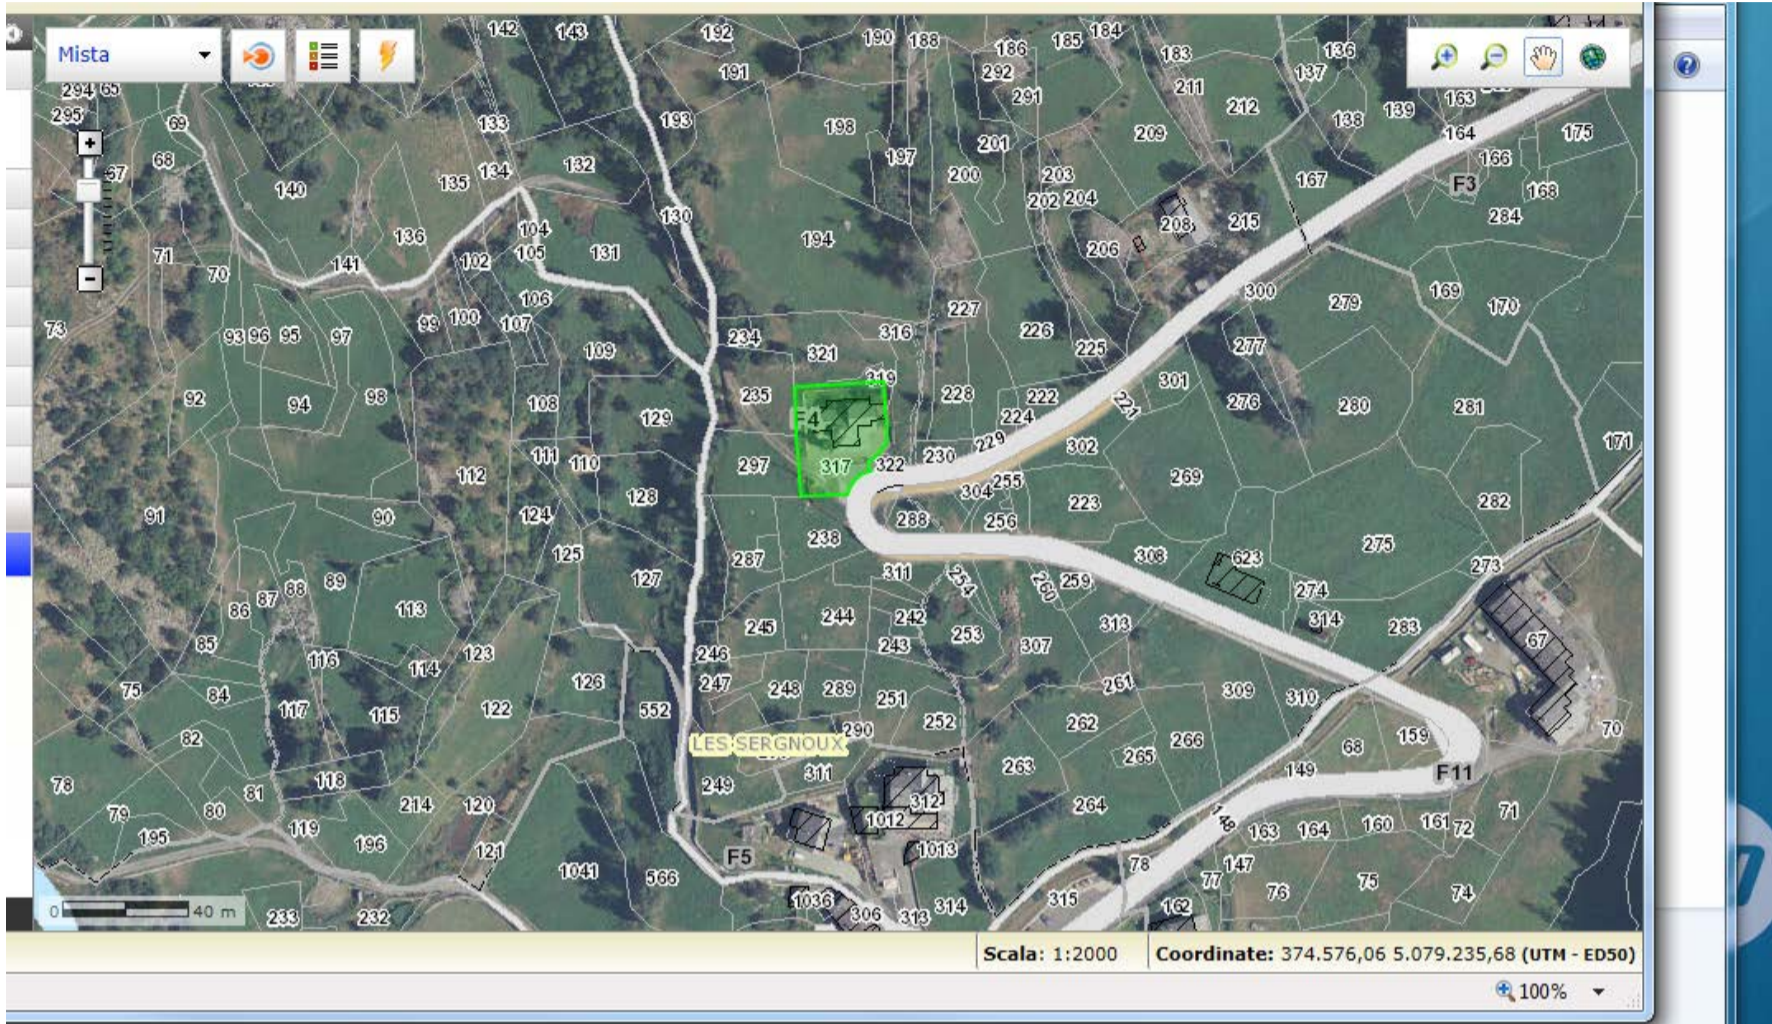 142 143 192 190 188 186 185 184 183 136
Mista
191 292 137
294 65 291 211 212 139 163
295 69 133 193 198 209 138 164 175
68 67 134 132 197 201 166
140 135 200 203 167 F3 168
202 204 284
136 104 130 194 208 215
71 70 141 102 105 131 206
106 227 300 279 169 170
73 93 96 95 97 99 100 107 234 316 226 277
109 321 225
92 94 98 108 129 235 319 228 222 301 221 276 280 281
F4 224
112 111 110 297 317 322 230 229 302 171
128 304 255 269
91 90 124 288 256 223 282
125 238 275
287 308 623 273
127 311 254 260 259 274
86 87 88 89 113 244 242 313 314 283
85 245 243 253 307 67
116 114 123 246
75 84 126 247 248 289 251 261 309 310
117 115 122 552 252 262 70
82 LES SERGNOUX 290 266 68 159
78 118 249 311 263 265 149 F11
79 80 81 214 120 312 264 71
195 119 196 1012 148 163 164 160 161 72
121 F5 1013 78 147
1041 566 77 76 75 74
0 40 m 233 232 1036 306 313 314 315 162
Scala: 1:2000 Coordinate: 374.576,06 5.079.235,68 (UTM - ED50)
100%